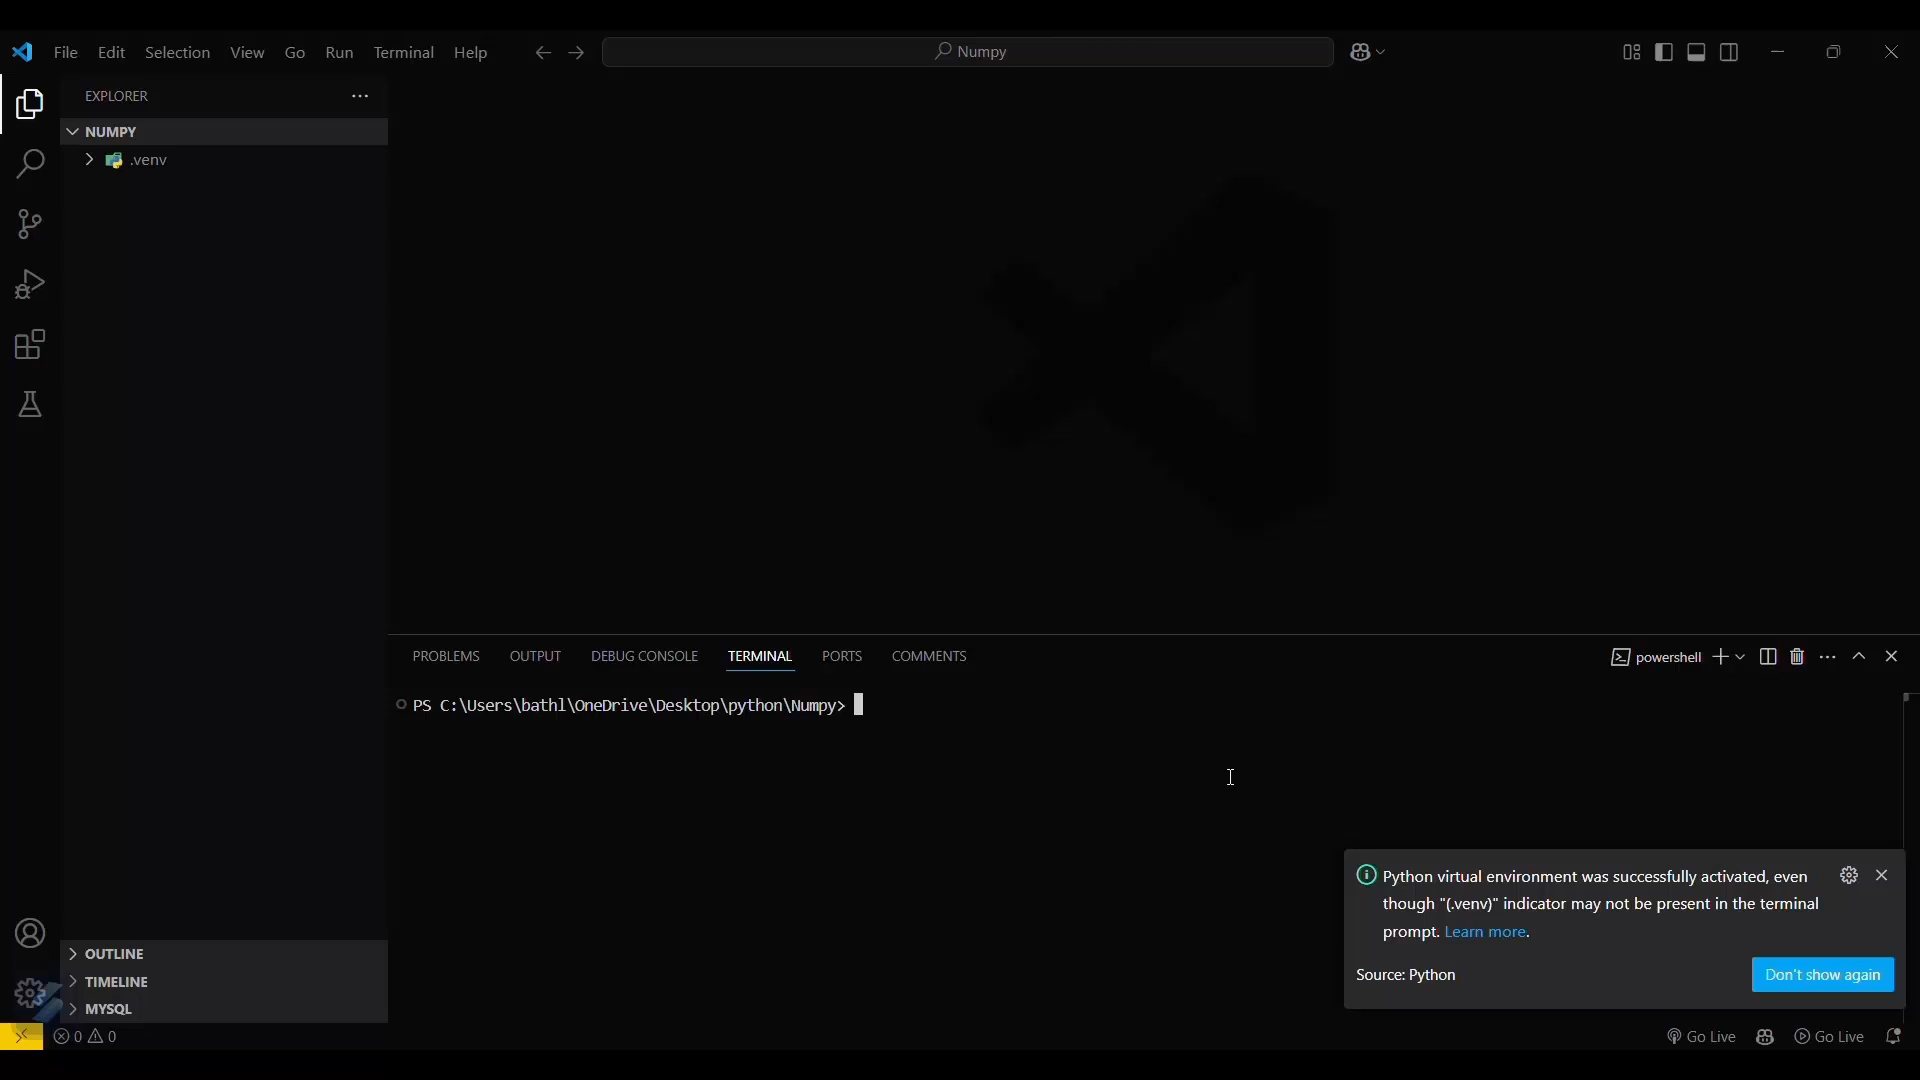 File Edit Selection View Go Run Terminal Help Numpy
EXPLORER
NUMPY
.venv
PROBLEMS OUTPUT DEBUG CONSOLE TERMINAL PORTS COMMENTS powershell
PS C:\Users\bathl\OneDrive\Desktop\python\Numpy>
Python virtual environment was successfully activated, even
though "(.venv)" indicator may not be present in the terminal
prompt. Learn more.
Source: Python Don't show again
OUTLINE
TIMELINE
MYSQL
0 0 Go Live Go Live